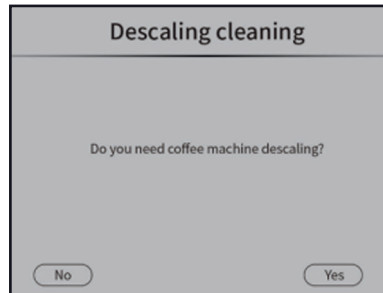 Descaling cleaning
Do you need coffee machine descaling?
No
Yes